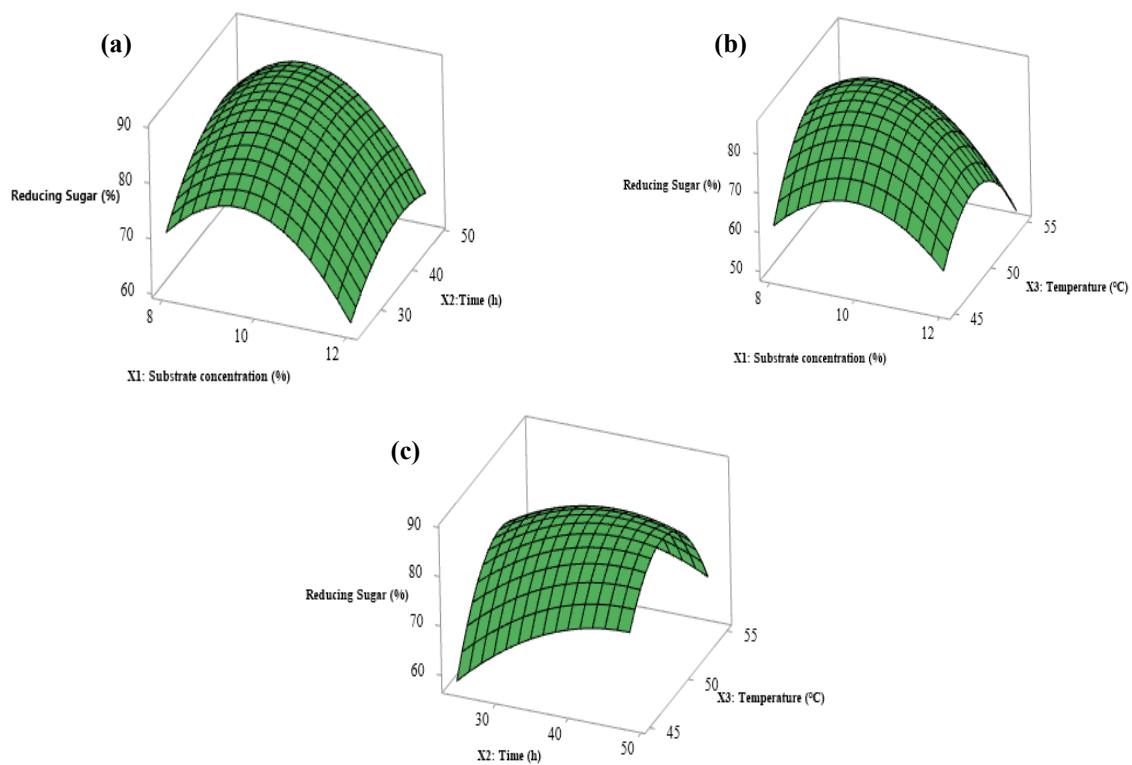 (a)
90
80
Reducing Sugar (%)
70
60
8
10
12
50
40
30
X2:Time (h)
X1: Substrate concentration (%)
(b)
80
Reducing Sugar (%)
70
60
50
8
10
12
55
50
45
X3: Temperature (°C)
X1: Substrate concentration (%)
(c)
90
80
Reducing Sugar (%)
70
60
30
40
50
55
50
45
X3: Temperature (°C)
X2: Time (h)